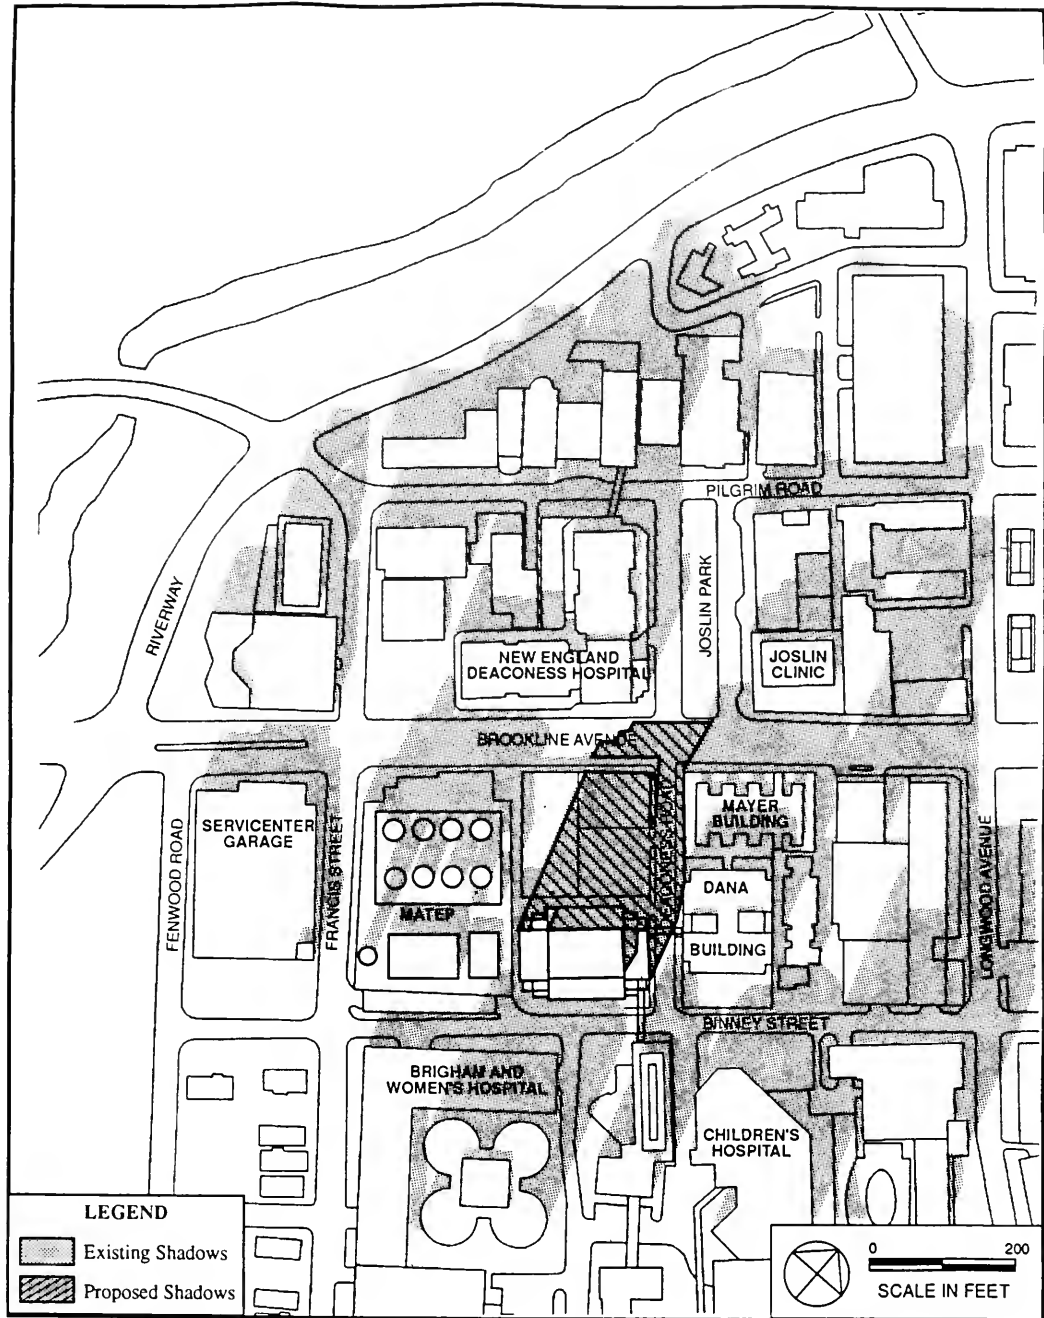 PILGRIM ROAD
RIVERWAY
JOSLIN PARK
NEW ENGLAND
DEACONESS HOSPITAL
JOSLIN
CLINIC
BROOKLINE AVENUE
FENWOOD ROAD
SERVICENTER
GARAGE
FRANCIS STREET
MATEP
DEACONESS ROAD
MAYER
BUILDING
DANA
BUILDING
LONGWOOD AVENUE
BINNEY STREET
BRIGHAM AND
WOMEN'S HOSPITAL
CHILDREN'S
HOSPITAL
LEGEND
Existing Shadows
Proposed Shadows
0 200
SCALE IN FEET